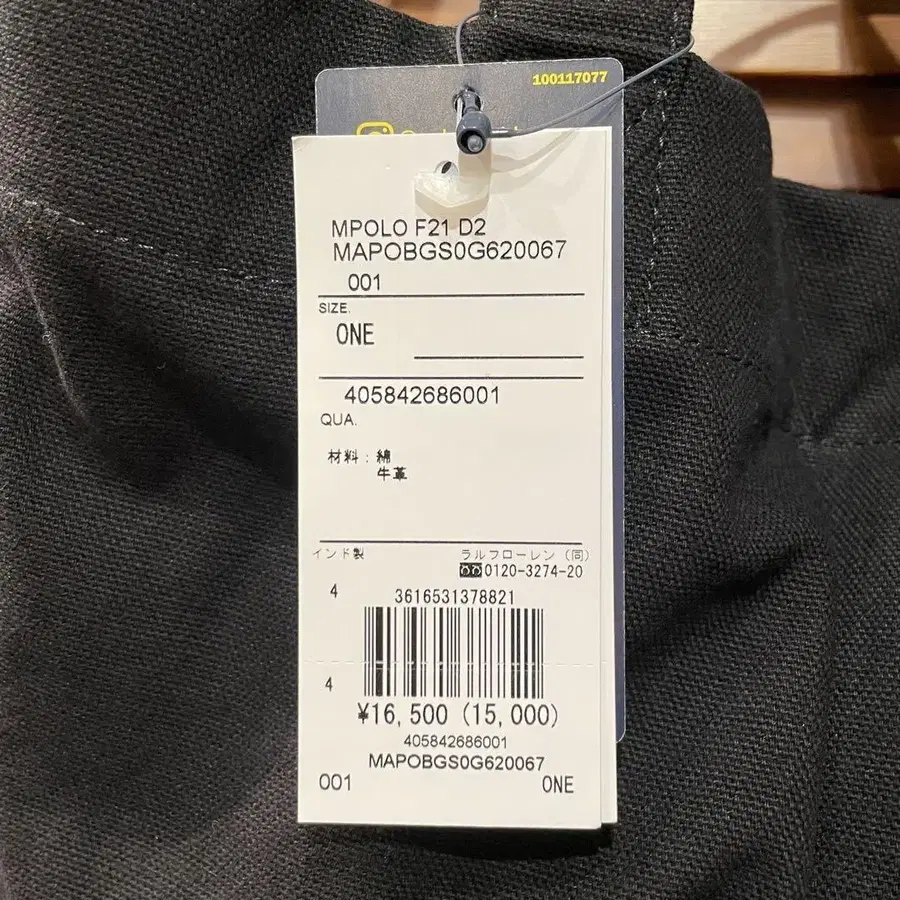 100117077
MPOLO F21 D2
MAPOBGS0G620067
001
SIZE.
ONE
405842686001
QUA.
材料：綿
牛革
インド製
ラルフローレン（同）
0120-3274-20
4
3616531378821
4
¥16,500 (15,000)
405842686001
MAPOBGS0G620067
001
ONE